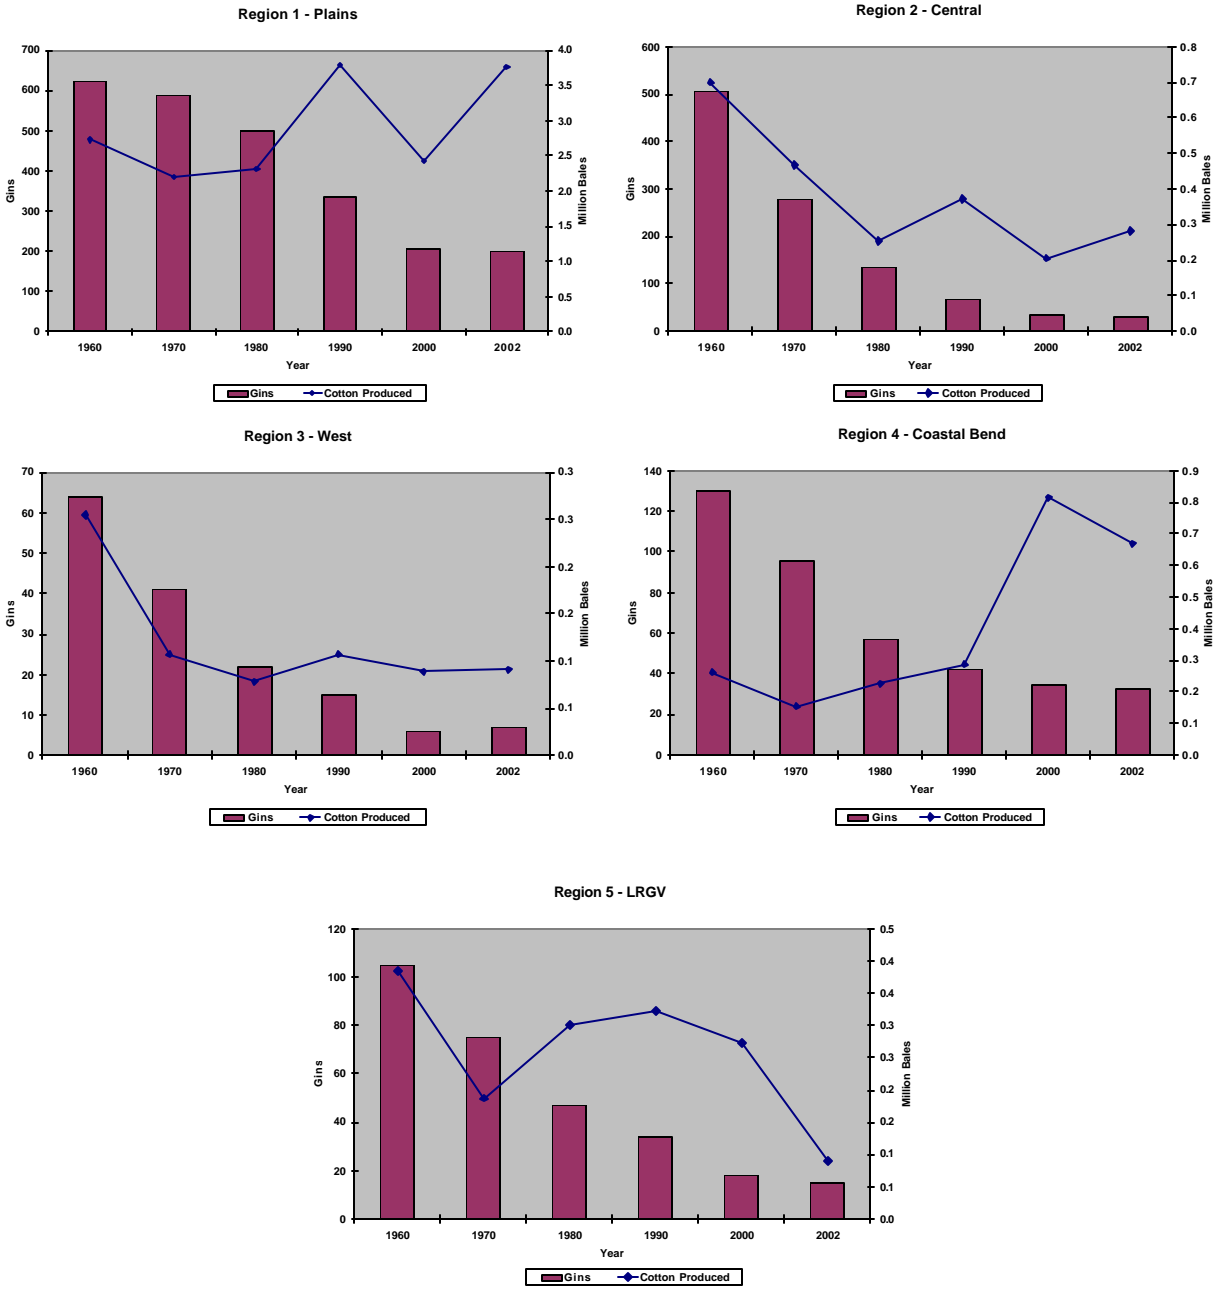 Region 1 - Plains
700
600
500
400
300
200
100
0
Gins
4.0
3.5
3.0
2.5
2.0
1.5
1.0
0.5
0.0
Million Bales
1960 1970 1980 1990 2000 2002
Year
Gins Cotton Produced
Region 2 - Central
600
500
400
300
200
100
0
Gins
0.8
0.7
0.6
0.5
0.4
0.3
0.2
0.1
0.0
Million Bales
1960 1970 1980 1990 2000 2002
Year
Gins Cotton Produced
Region 3 - West
70
60
50
40
30
20
10
0
Gins
0.3
0.3
0.2
0.2
0.1
0.1
0.0
Million Bales
1960 1970 1980 1990 2000 2002
Year
Gins Cotton Produced
Region 4 - Coastal Bend
140
120
100
80
60
40
20
0
Gins
0.9
0.8
0.7
0.6
0.5
0.4
0.3
0.2
0.1
0.0
Million Bales
1960 1970 1980 1990 2000 2002
Year
Gins Cotton Produced
Region 5 - LRGV
120
100
80
60
40
20
0
Gins
0.5
0.4
0.4
0.3
0.3
0.2
0.2
0.1
0.1
0.0
Million Bales
1960 1970 1980 1990 2000 2002
Year
Gins Cotton Produced